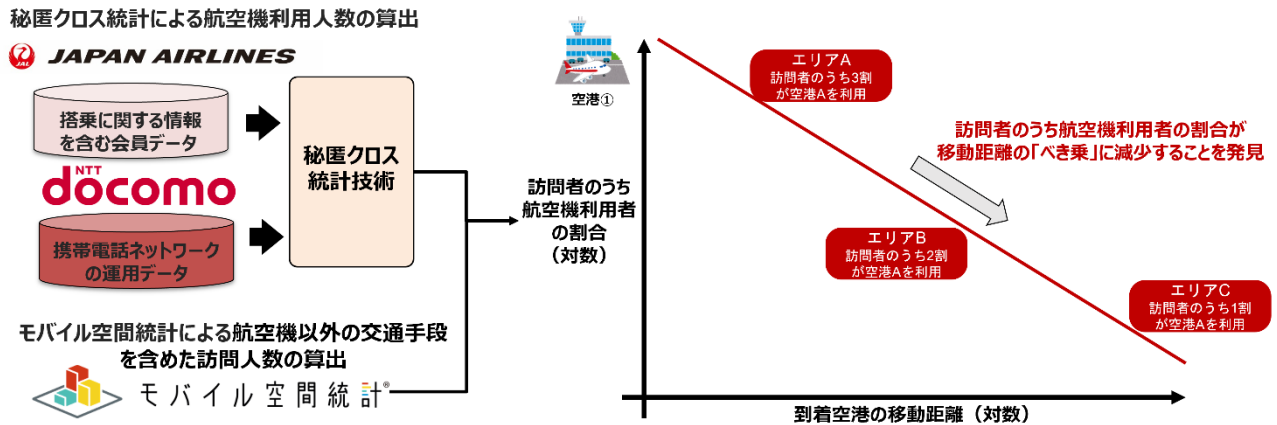 秘匿クロス統計による航空機利用人数の算出
JAL
JAPAN AIRLINES
搭乗に関する情報
を含む会員データ
NTT
docomo
携帯電話ネットワーク
の運用データ
秘匿クロス
統計技術
モバイル空間統計による航空機以外の交通手段
を含めた訪問人数の算出
モバイル空間統計®
訪問者のうち
航空機利用者
の割合
（対数）
空港①
エリアA
訪問者のうち3割
が空港Aを利用
訪問者のうち航空機利用者の割合が
移動距離の「べき乗」に減少することを発見
エリアB
訪問者のうち2割
が空港Aを利用
エリアC
訪問者のうち1割
が空港Aを利用
到着空港の移動距離（対数）